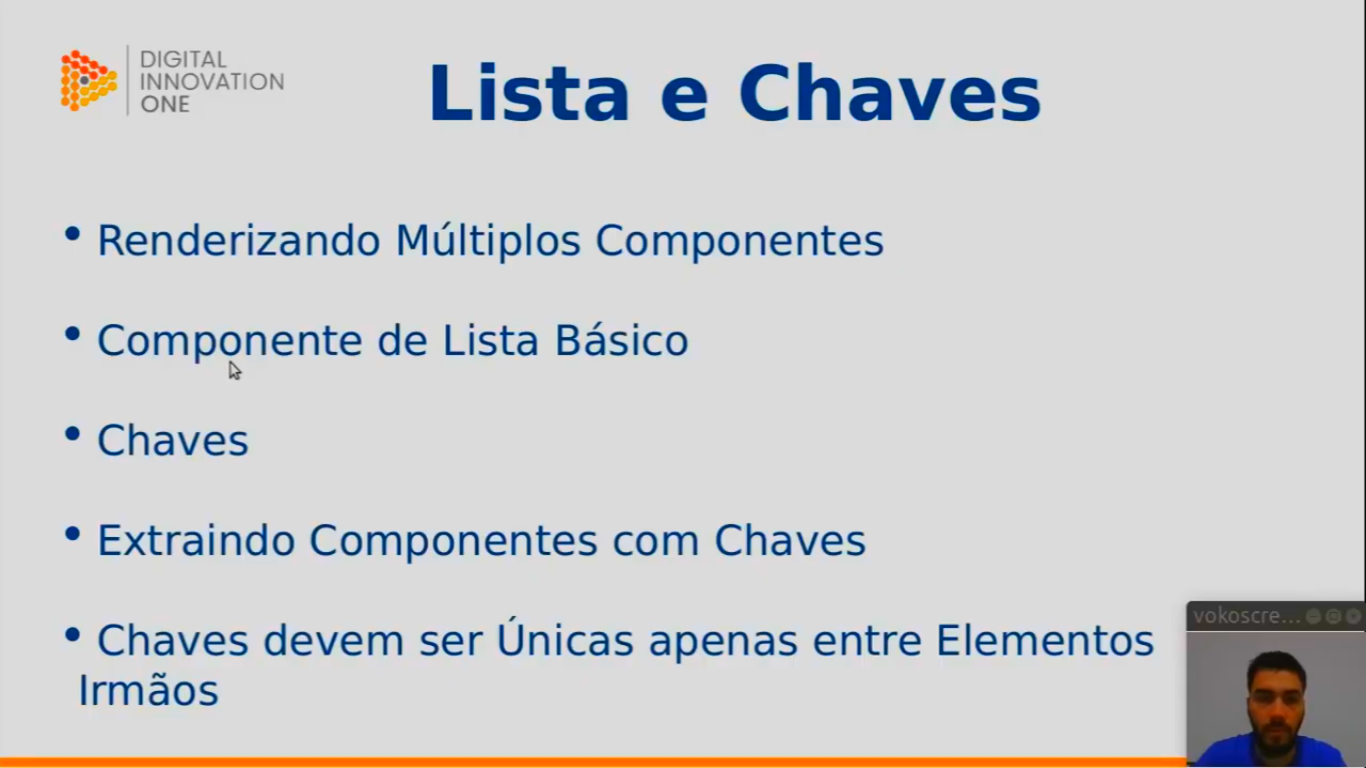 DIGITAL
INNOVATION
ONE
Lista e Chaves
• Renderizando Múltiplos Componentes
• Componente de Lista Básico
• Chaves
• Extraindo Componentes com Chaves
• Chaves devem ser Únicas apenas entre Elementos
Irmãos
vokoscre...